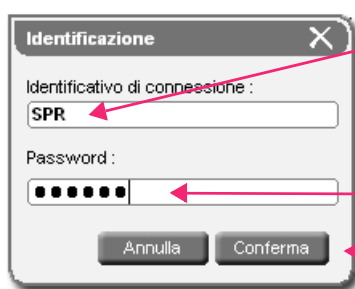 Identificazione
Identificativo di connessione :
SPR
Password :
●●●●●●
Annulla Conferma